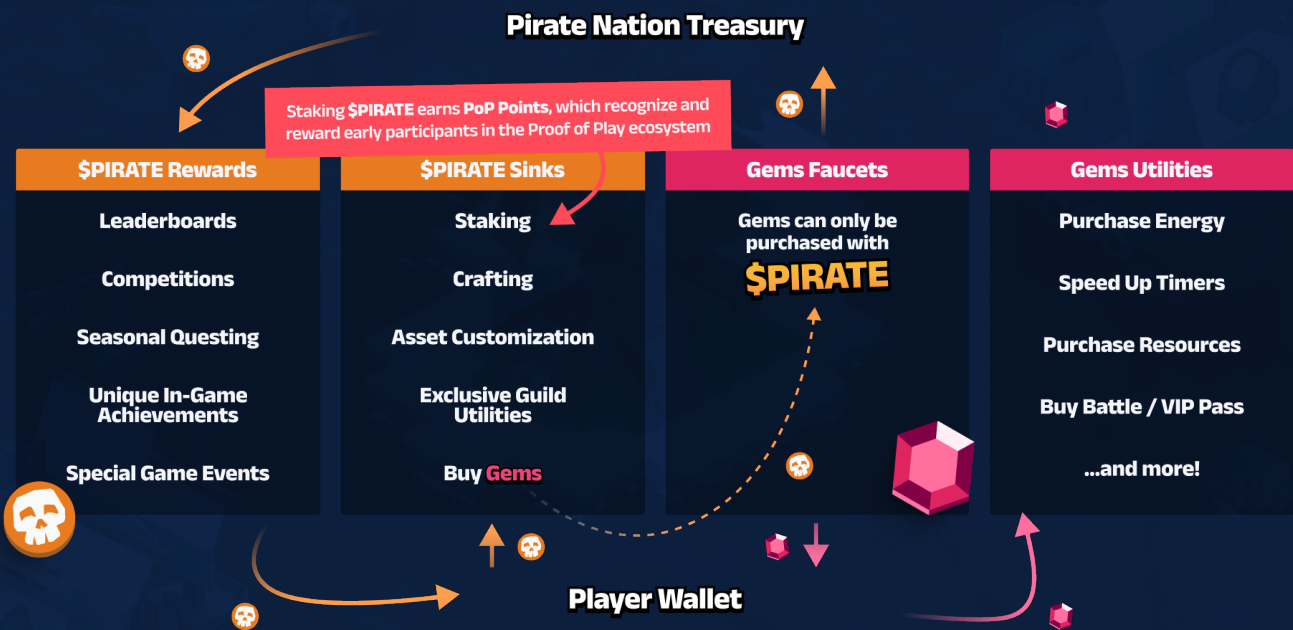 Pirate Nation Treasury
Staking $PIRATE earns PoP Points, which recognize and
reward early participants in the Proof of Play ecosystem
$PIRATE Rewards
Leaderboards
Competitions
Seasonal Questing
Unique In-Game
Achievements
Special Game Events
$PIRATE Sinks
Staking
Crafting
Asset Customization
Exclusive Guild
Utilities
Buy Gems
Gems Faucets
Gems can only be
purchased with
$PIRATE
Gems Utilities
Purchase Energy
Speed Up Timers
Purchase Resources
Buy Battle / VIP Pass
...and more!
Player Wallet